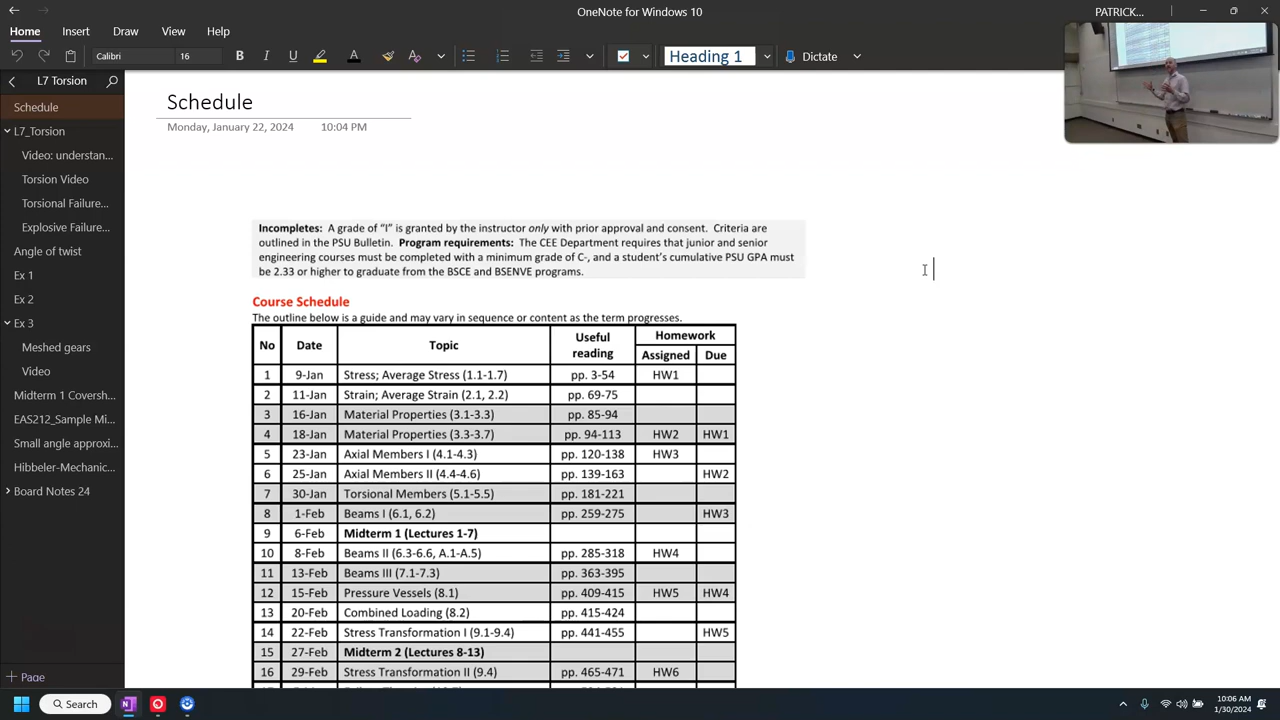 OneNote for Windows 10
PATRICK...
Home
Insert
Draw
View
Help
Calibri
16
B
I
U
A
Heading 1
Dictate
L7 Torsion
Schedule
L7_Torsion
Video: understan...
Torsion Video
Torsional Failure...
Explosive Failure...
Angle of twist
Ex 1
Ex 2
Ex 3
Meshed gears
Video
Midterm 1 Coversh...
EAS212_Sample Mi...
Small angle approxi...
Hibbeler-Mechanic...
Board Notes 24
Page
Schedule
Monday, January 22, 2024 10:04 PM
Incompletes: A grade of “I” is granted by the instructor only with prior approval and consent. Criteria are
outlined in the PSU Bulletin. Program requirements: The CEE Department requires that junior and senior
engineering courses must be completed with a minimum grade of C-, and a student’s cumulative PSU GPA must
be 2.33 or higher to graduate from the BSCE and BSENVE programs.
Course Schedule
The outline below is a guide and may vary in sequence or content as the term progresses.
No Date Topic Useful reading Homework
Assigned Due
1 9-Jan Stress; Average Stress (1.1-1.7) pp. 3-54 HW1
2 11-Jan Strain; Average Strain (2.1, 2.2) pp. 69-75
3 16-Jan Material Properties (3.1-3.3) pp. 85-94
4 18-Jan Material Properties (3.3-3.7) pp. 94-113 HW2 HW1
5 23-Jan Axial Members I (4.1-4.3) pp. 120-138 HW3
6 25-Jan Axial Members II (4.4-4.6) pp. 139-163 HW2
7 30-Jan Torsional Members (5.1-5.5) pp. 181-221
8 1-Feb Beams I (6.1, 6.2) pp. 259-275 HW3
9 6-Feb Midterm 1 (Lectures 1-7)
10 8-Feb Beams II (6.3-6.6, A.1-A.5) pp. 285-318 HW4
11 13-Feb Beams III (7.1-7.3) pp. 363-395
12 15-Feb Pressure Vessels (8.1) pp. 409-415 HW5 HW4
13 20-Feb Combined Loading (8.2) pp. 415-424
14 22-Feb Stress Transformation I (9.1-9.4) pp. 441-455 HW5
15 27-Feb Midterm 2 (Lectures 8-13)
16 29-Feb Stress Transformation II (9.4) pp. 465-471 HW6
Search
10:06 AM
1/30/2024